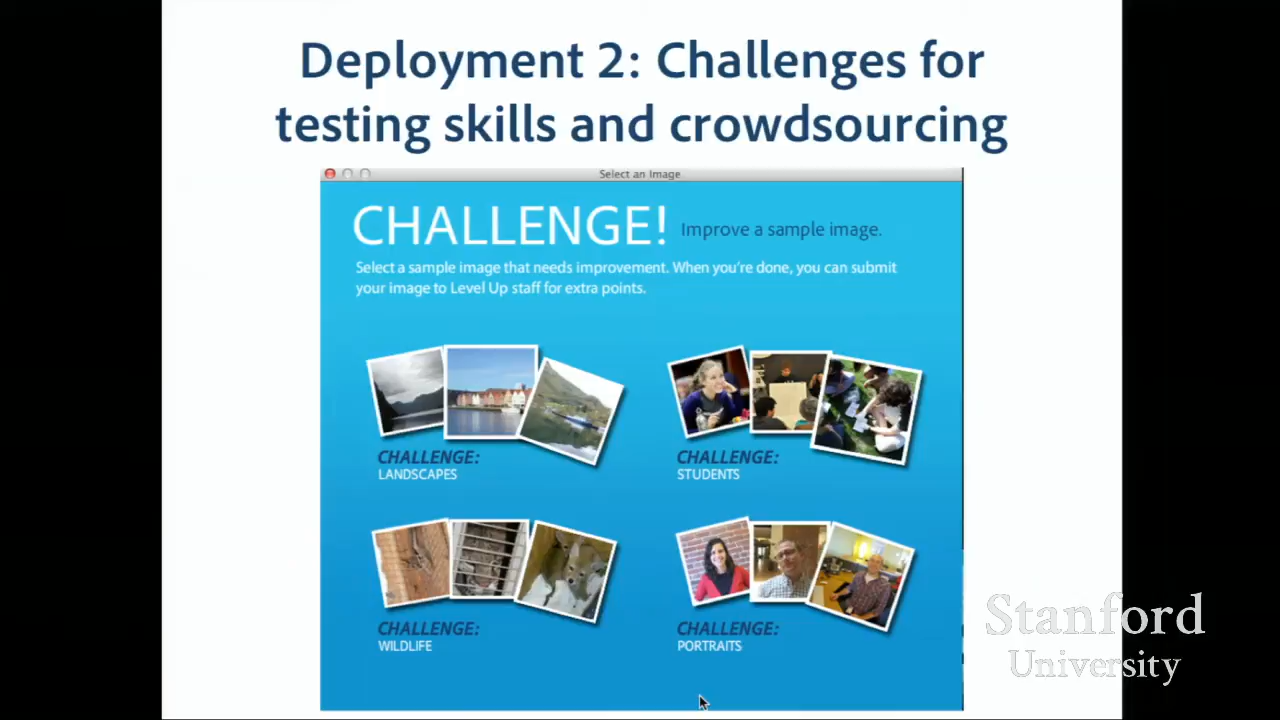 Deployment 2: Challenges for
testing skills and crowdsourcing
Select an Image
CHALLENGE! Improve a sample image.
Select a sample image that needs improvement. When you're done, you can submit
your image to Level Up staff for extra points.
CHALLENGE:
LANDSCAPES
CHALLENGE:
STUDENTS
CHALLENGE:
WILDLIFE
CHALLENGE:
PORTRAITS
Stanford
University